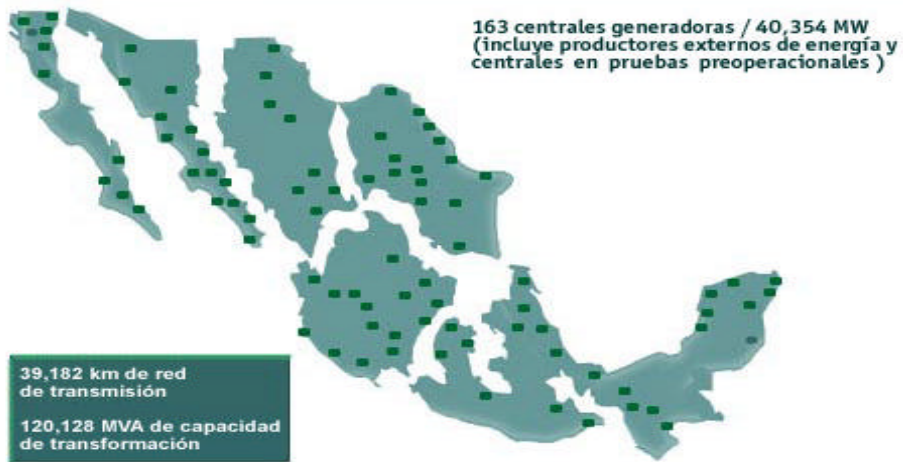 163 centrales generadoras / 40,354 MW
(incluye productores externos de energía y
centrales en pruebas preoperacionales )
39,182 km de red
de transmisión
120,128 MVA de capacidad
de transformación